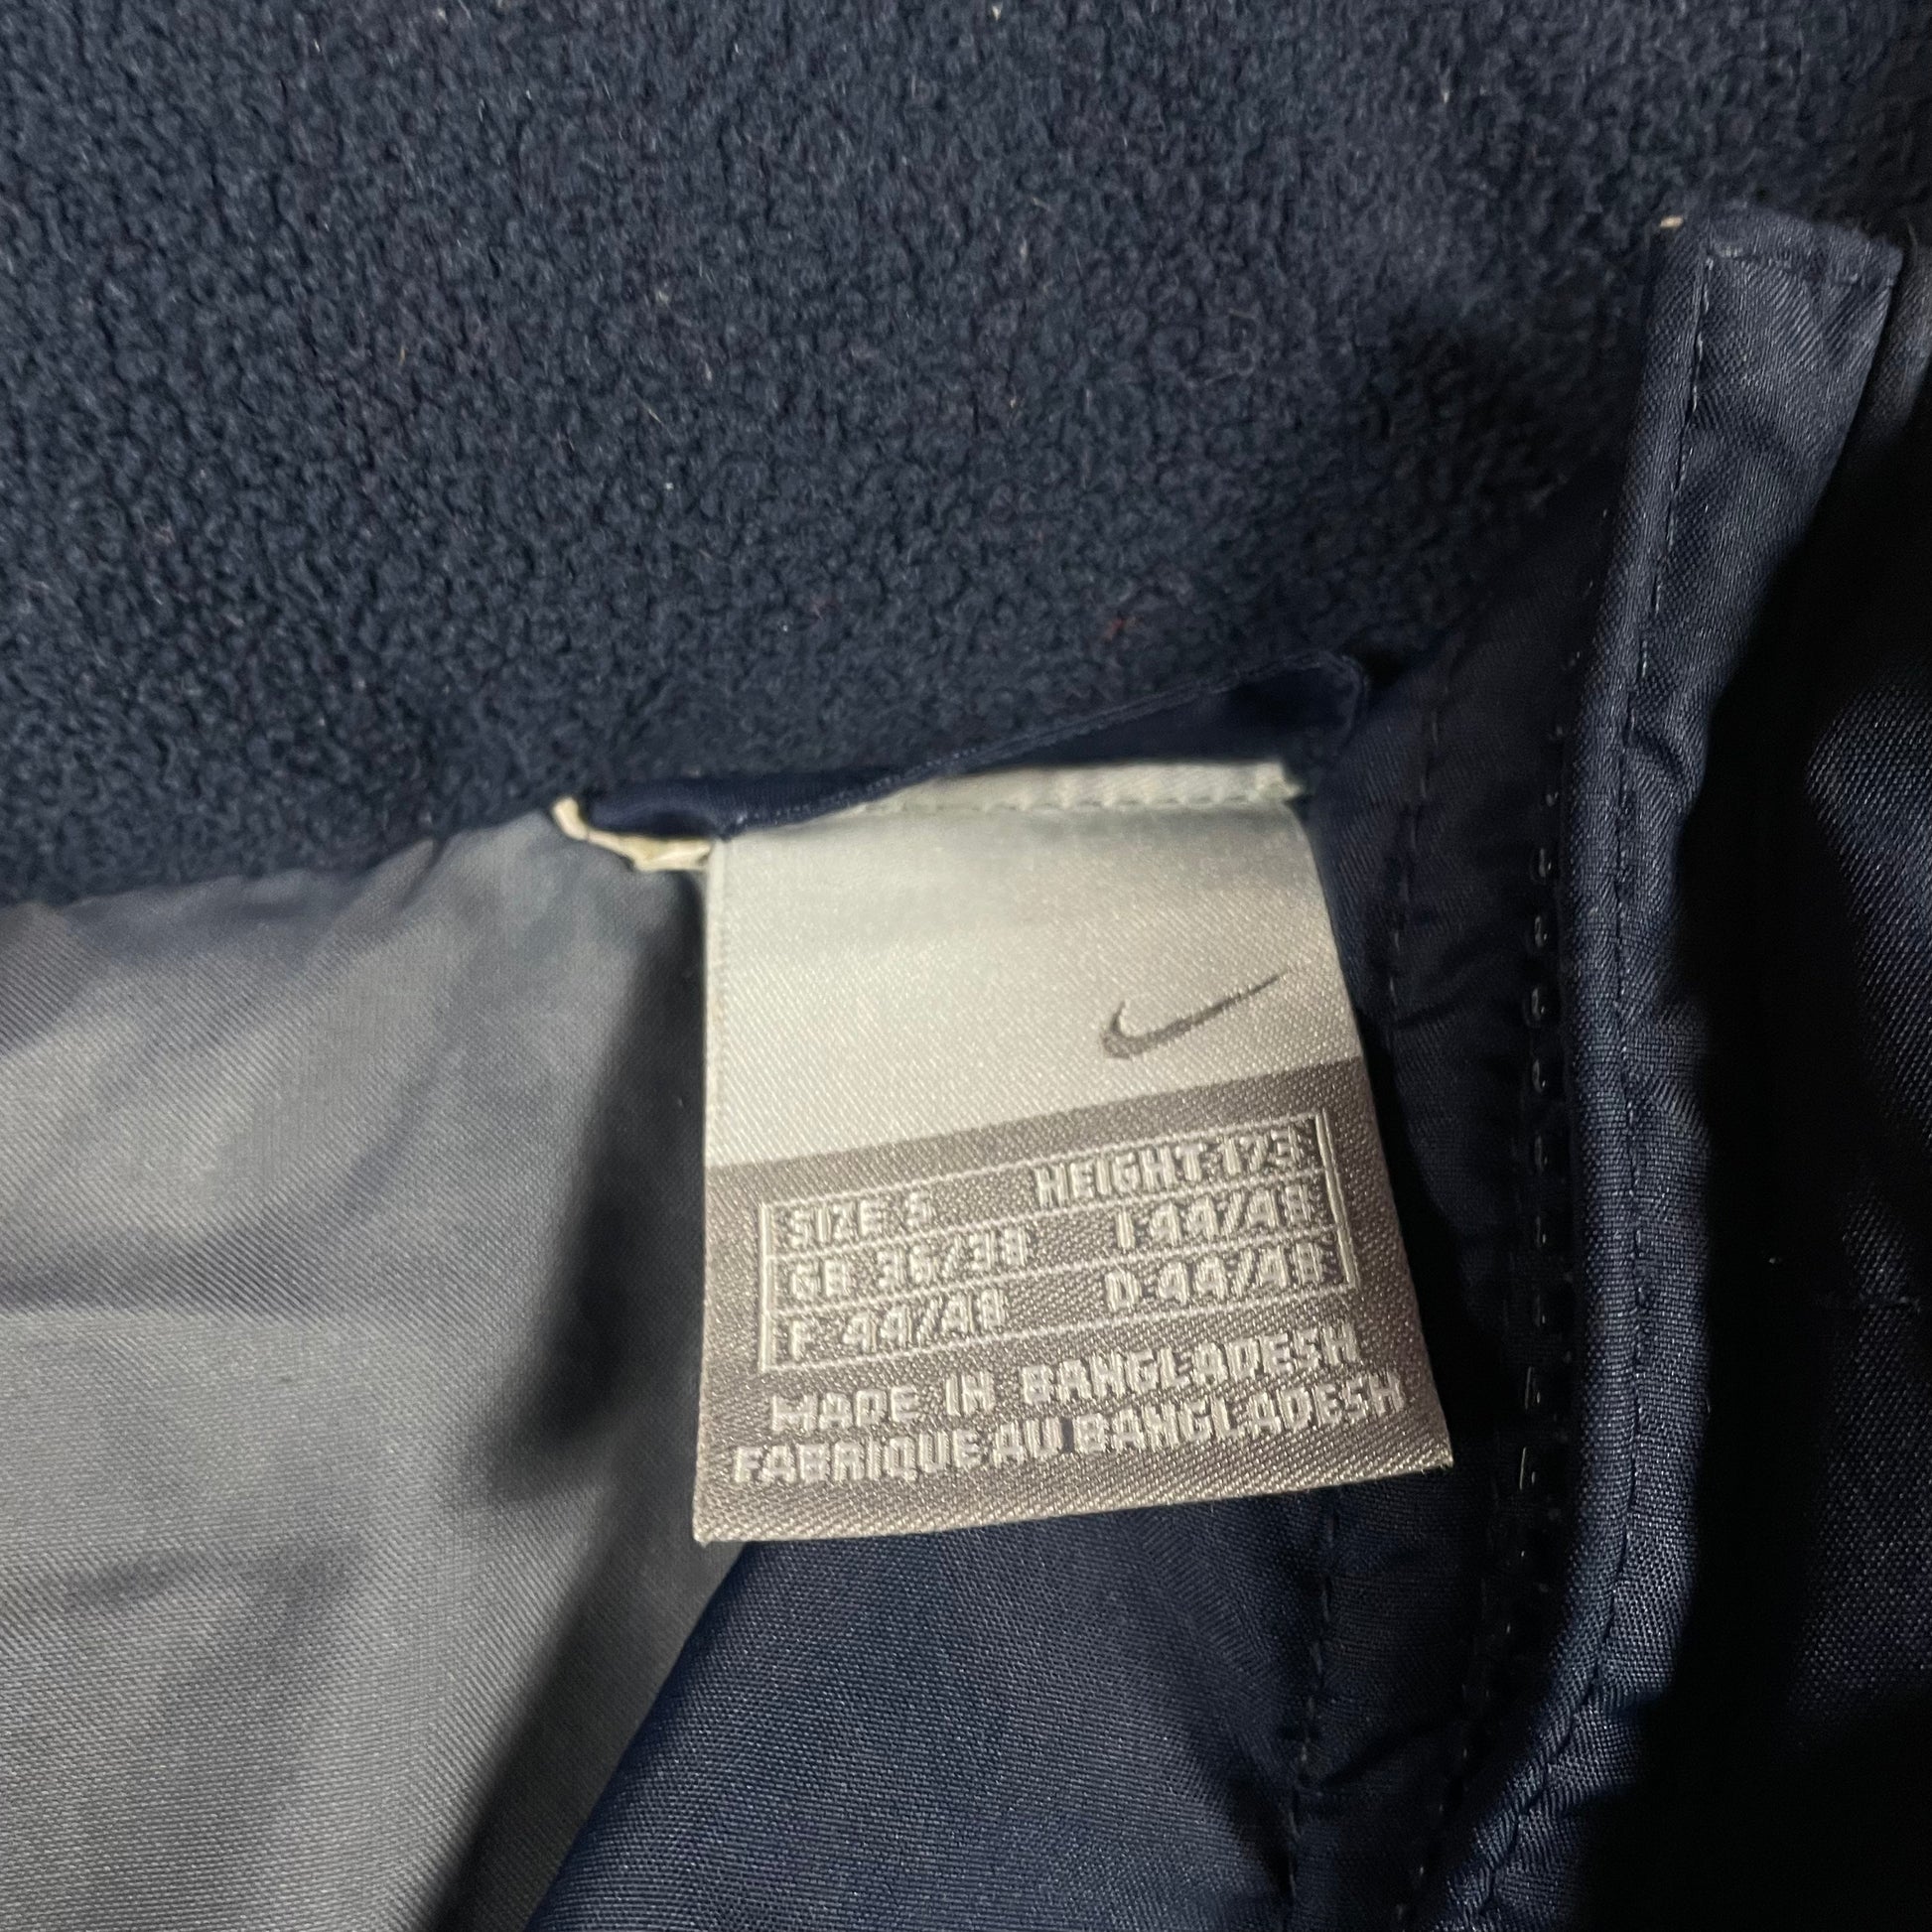 SIZE S HEIGHT 173
GB 36/38 I 44/48
F 44/48 D 44/48
MADE IN BANGLADESH
FABRIQUE AU BANGLADESH